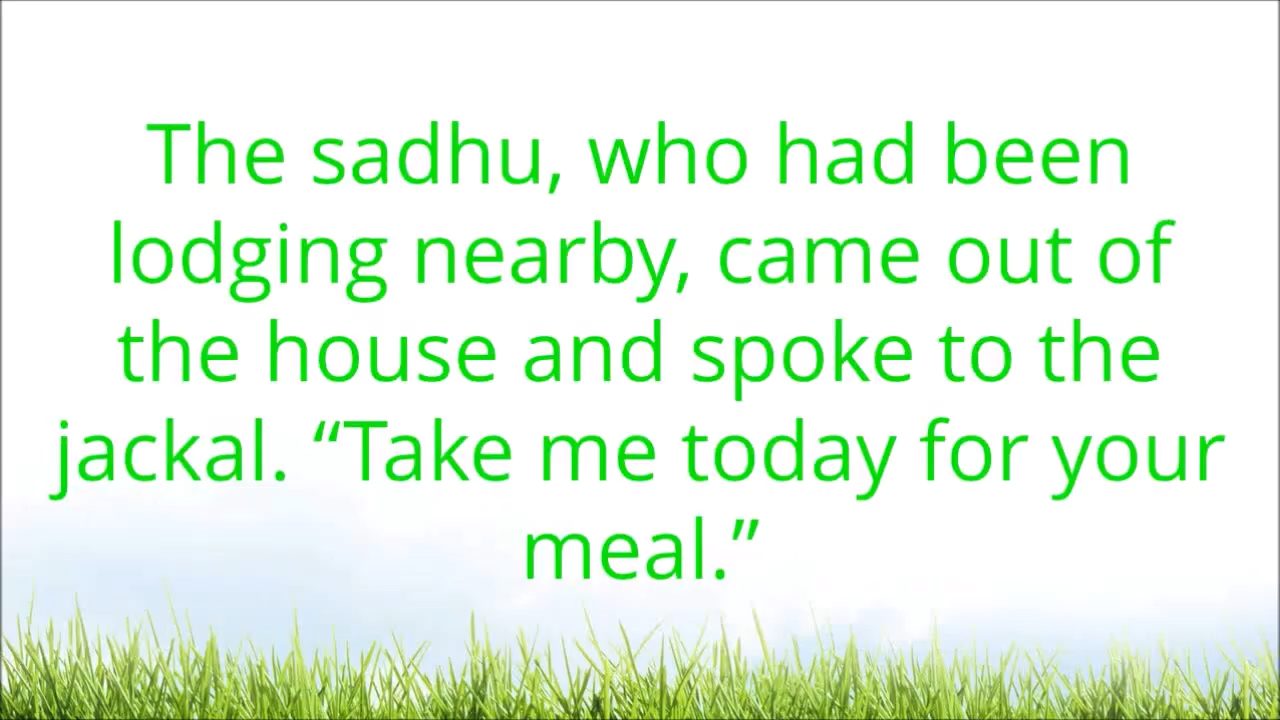 The sadhu, who had been
lodging nearby, came out of
the house and spoke to the
jackal. “Take me today for your
meal.”